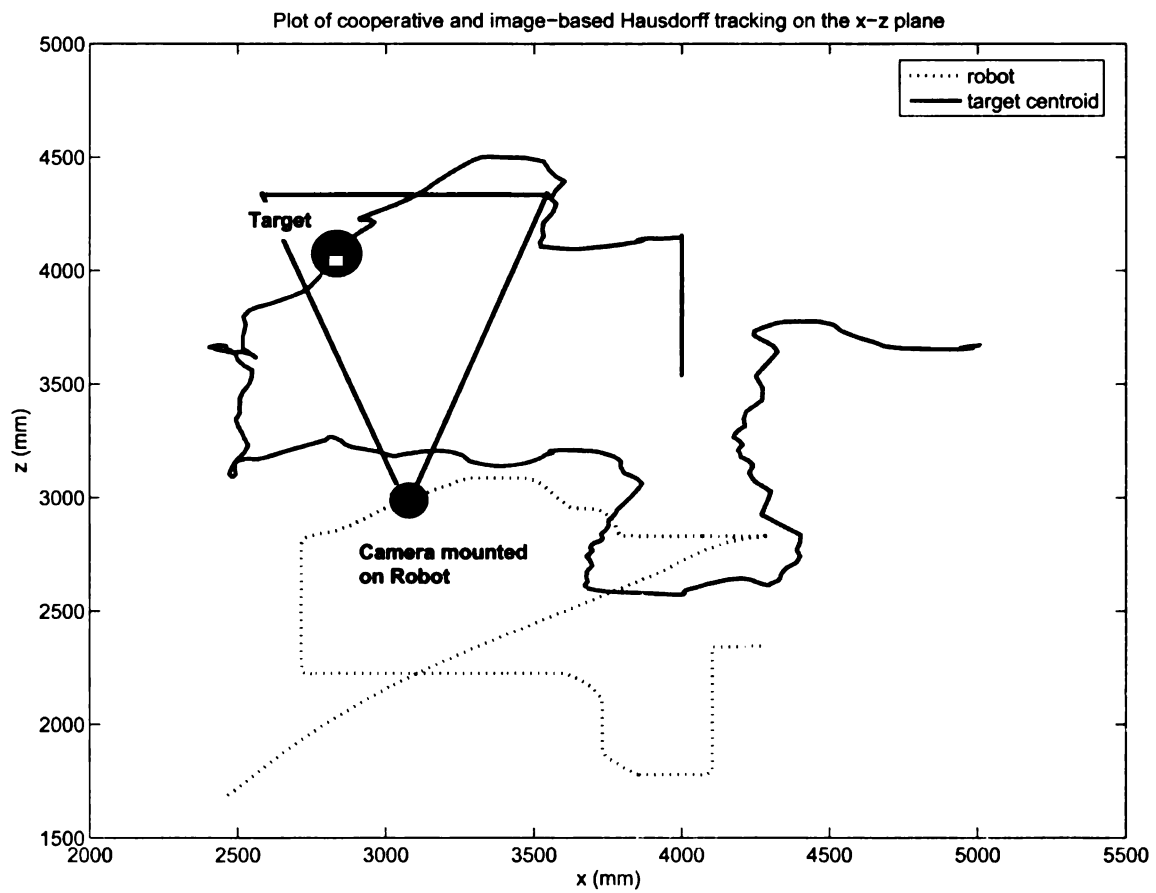 Plot of cooperative and image-based Hausdorff tracking on the x-z plane
5000
4500
4000
3500
3000
2500
2000
1500
z (mm)
robot
target centroid
Target
Camera mounted
on Robot
2000 2500 3000 3500 4000 4500 5000 5500
x (mm)